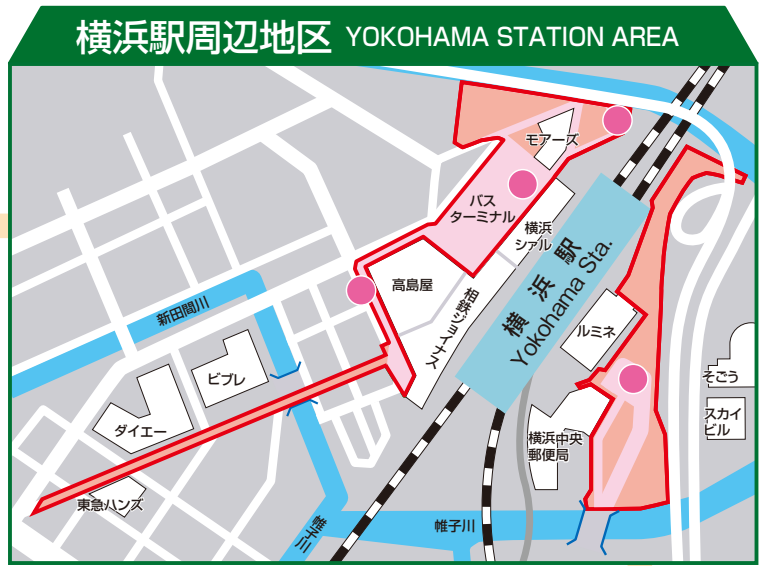 横浜駅周辺地区 YOKOHAMA STATION AREA
モアーズ
バス
ターミナル
横浜
シァル
高島屋
相鉄ジョイナス
横浜駅
Yokohama Sta.
新田間川
ルミネ
ビブレ
そごう
スカイ
ビル
ダイエー
横浜中央
郵便局
東急ハンズ
帷子川
帷子川